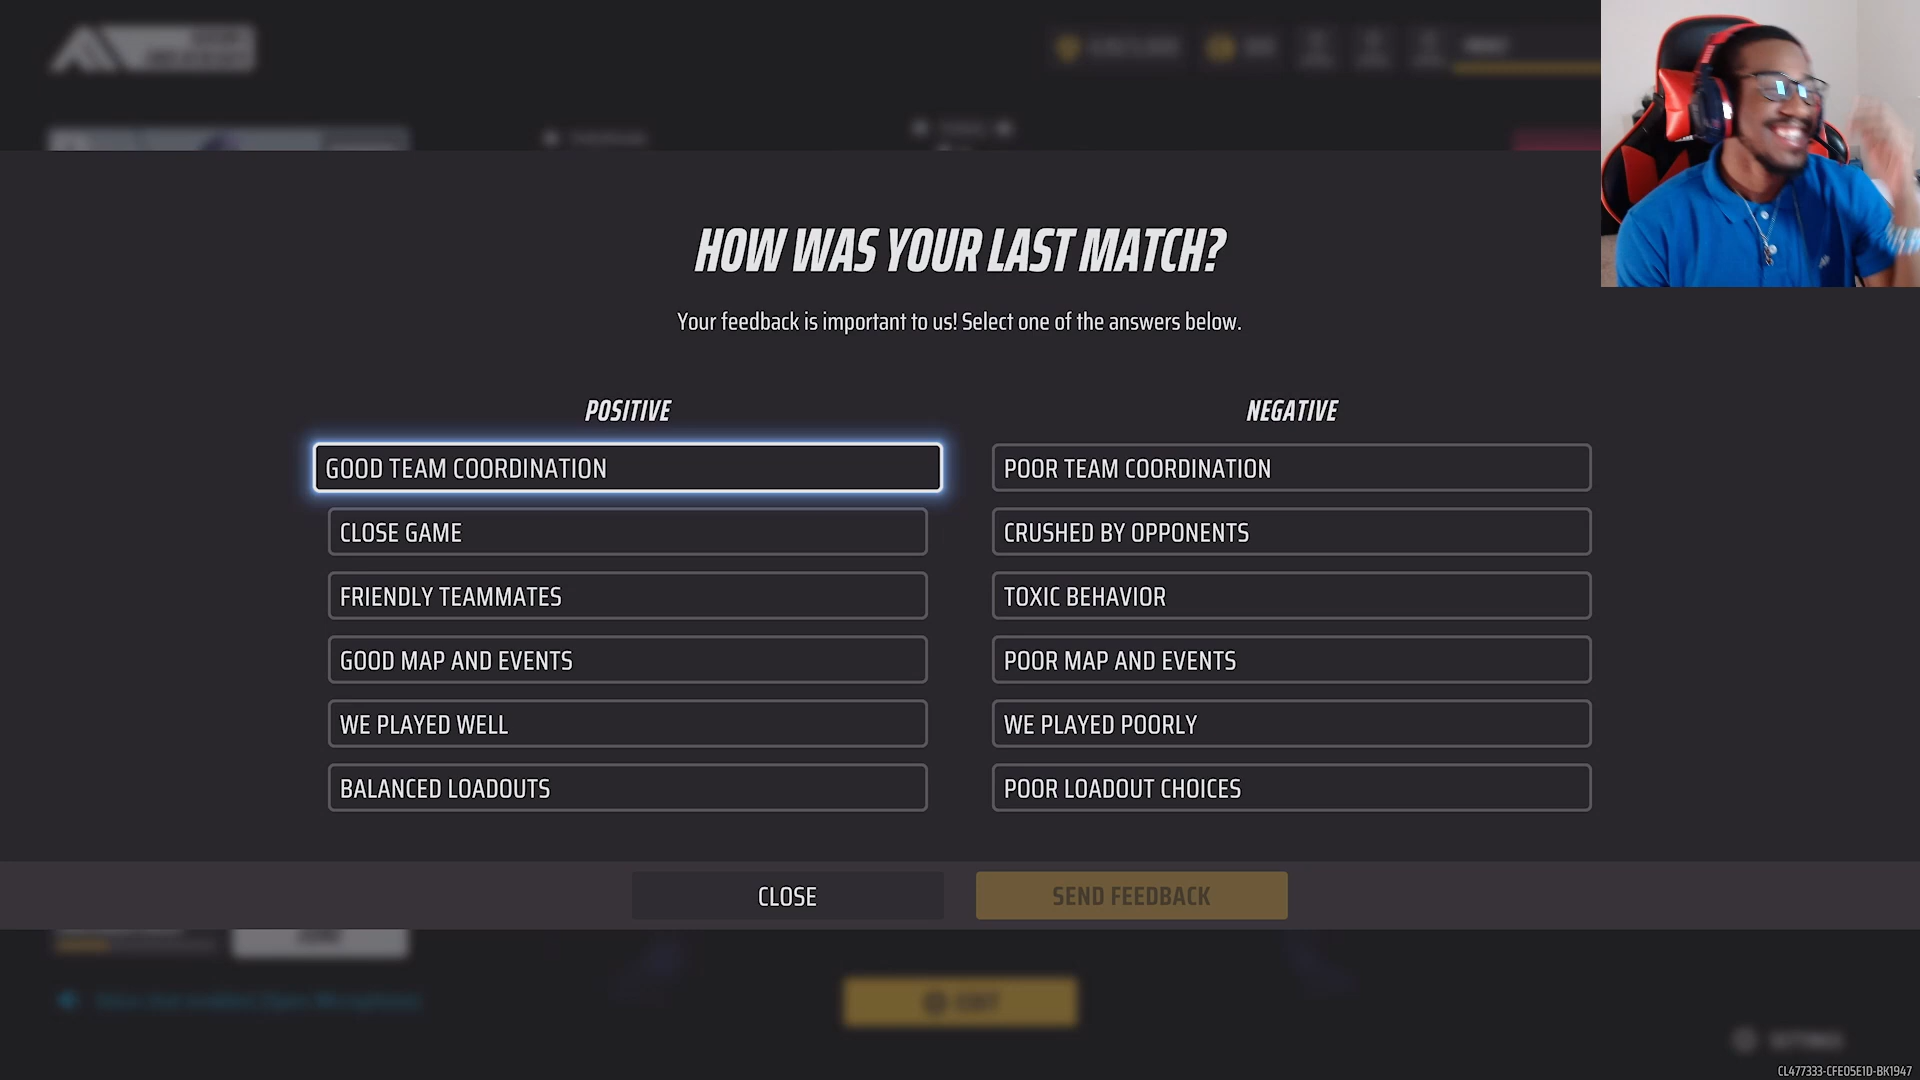 HOW WAS YOUR LAST MATCH?
Your feedback is important to us! Select one of the answers below.
POSITIVE
GOOD TEAM COORDINATION
CLOSE GAME
FRIENDLY TEAMMATES
GOOD MAP AND EVENTS
WE PLAYED WELL
BALANCED LOADOUTS
NEGATIVE
POOR TEAM COORDINATION
CRUSHED BY OPPONENTS
TOXIC BEHAVIOR
POOR MAP AND EVENTS
WE PLAYED POORLY
POOR LOADOUT CHOICES
CLOSE
SEND FEEDBACK
EXIT
SETTINGS
CL477333-CFE05E1D-BK1947